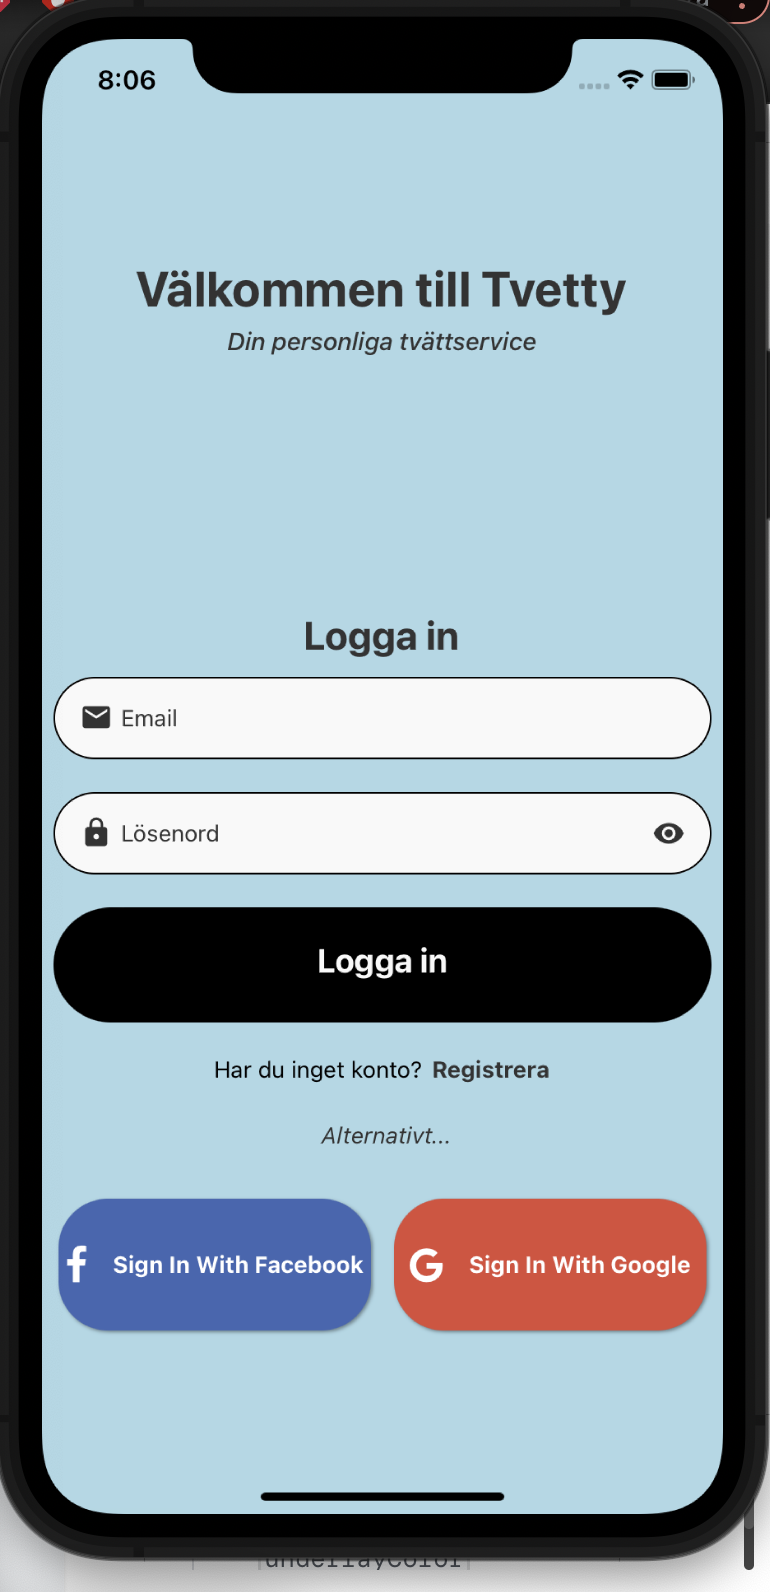 8:06
Välkommen till Tvetty
Din personliga tvättservice
Logga in
Email
Lösenord
Logga in
Har du inget konto? Registrera
Alternativt...
Sign In With Facebook
Sign In With Google
underlayColor